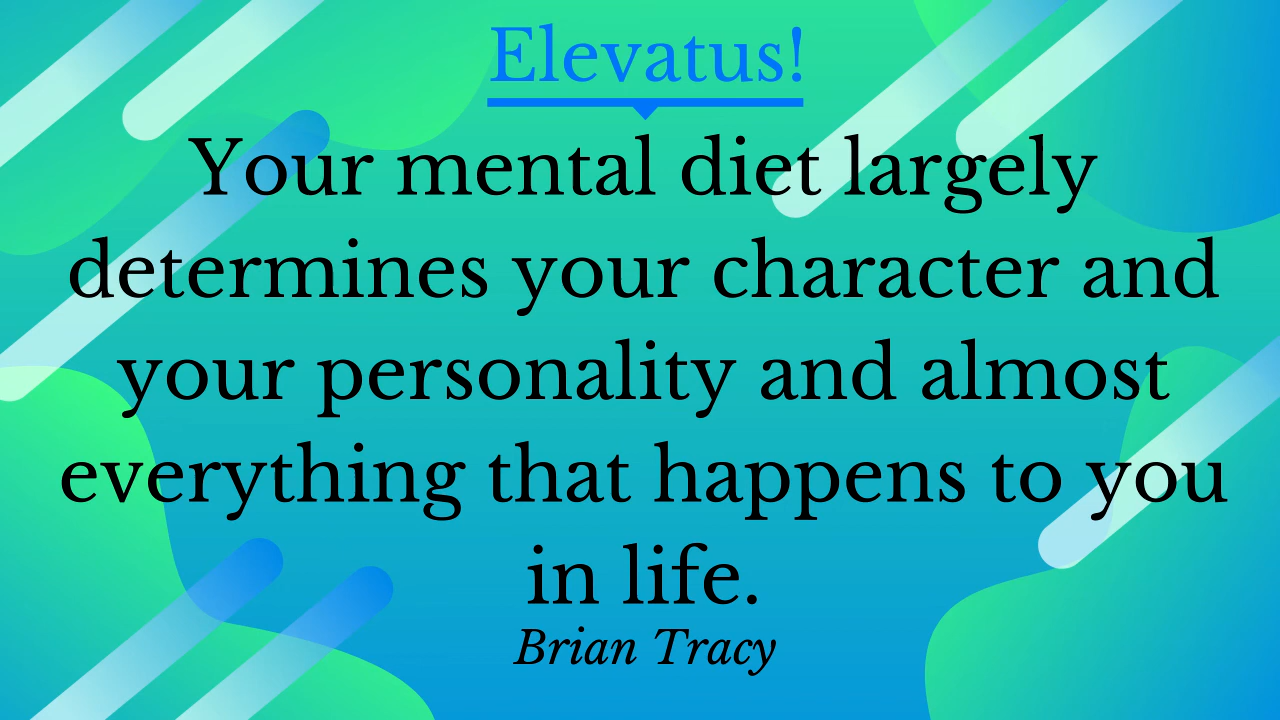 Elevatus!
Your mental diet largely
determines your character and
your personality and almost
everything that happens to you
in life.
Brian Tracy